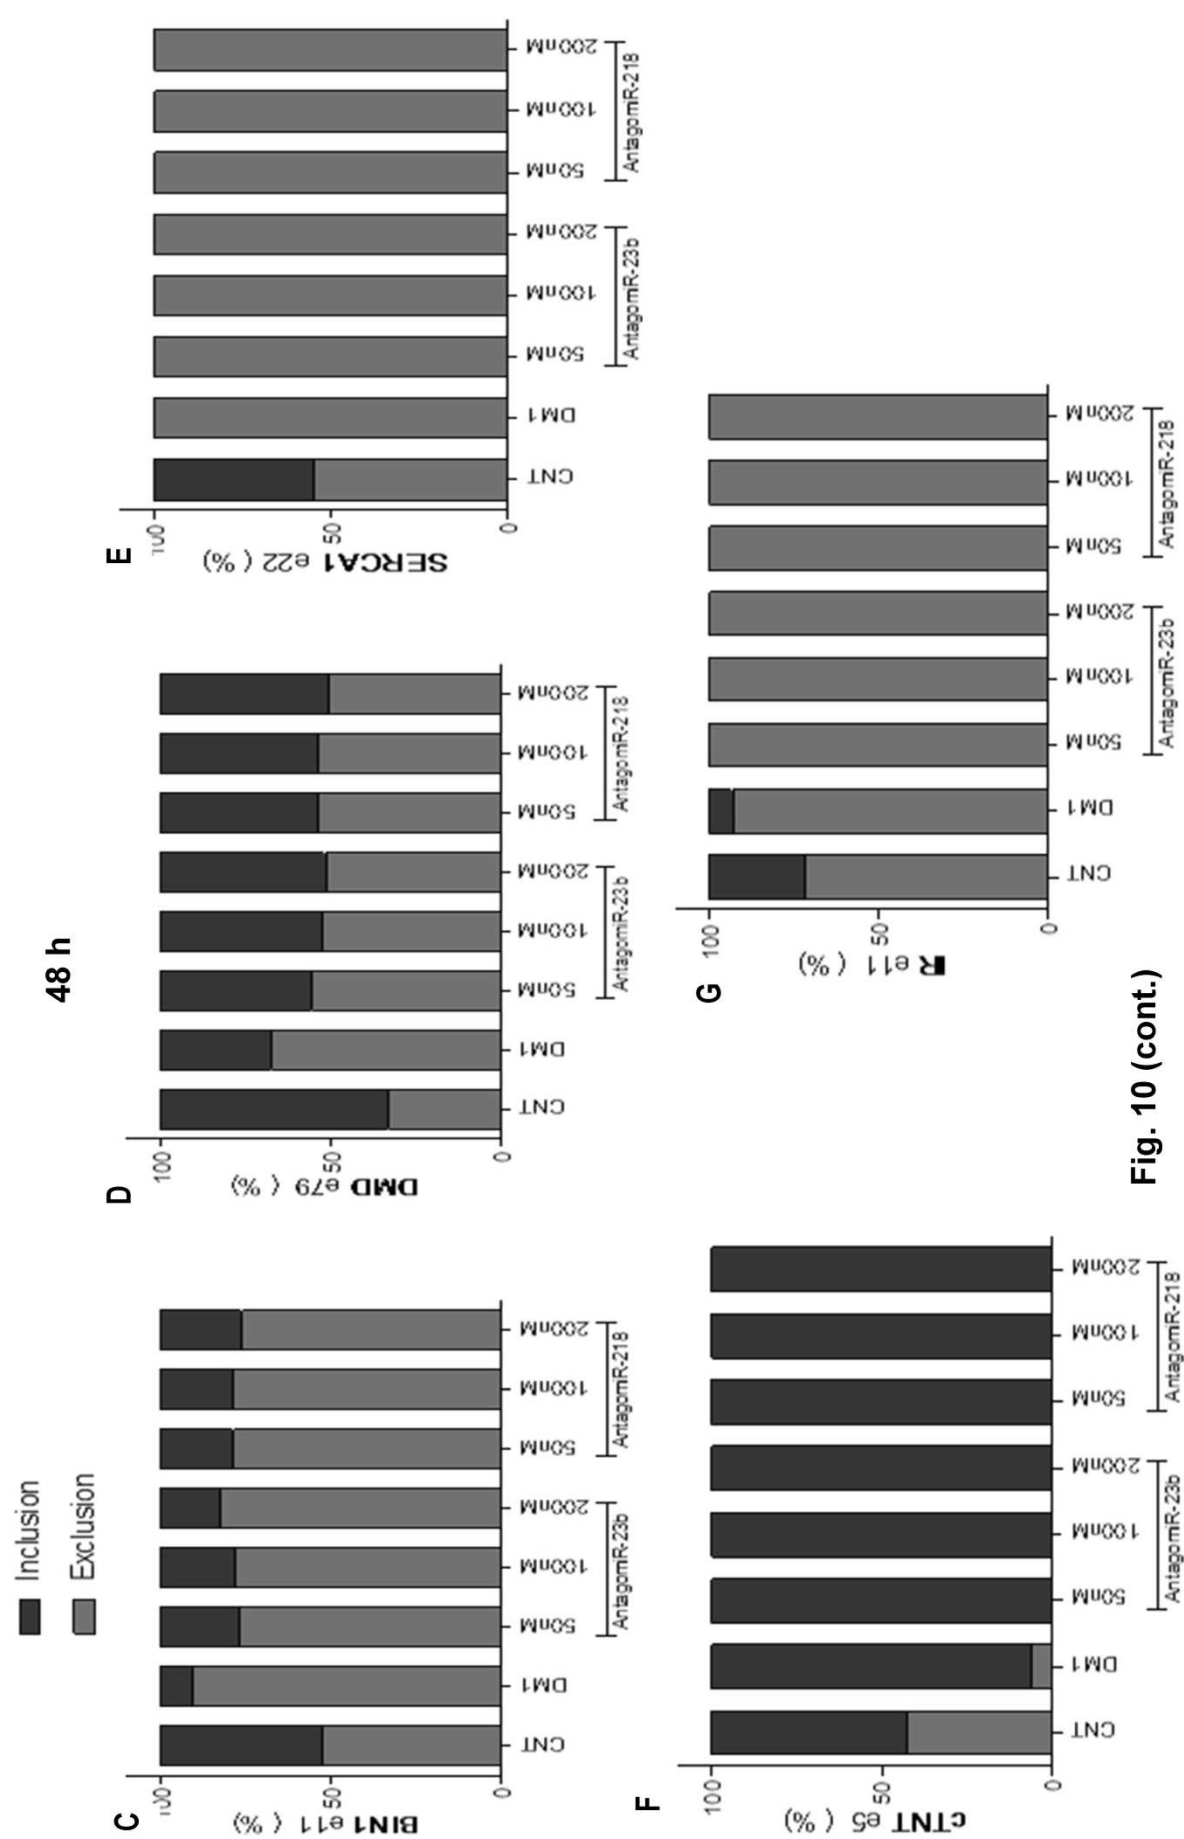 48 h
Inclusion
Exclusion
C
BIN1 e11 ( %)
100
50
0
CNT
DM1
50nM
100nM
200nM
50nM
100nM
200nM
AntagomiR-23b
AntagomiR-218
D
DMD e79 ( %)
100
50
0
CNT
DM1
50nM
100nM
200nM
50nM
100nM
200nM
AntagomiR-23b
AntagomiR-218
E
SERCA1 e22 ( %)
100
50
0
CNT
DM1
50nM
100nM
200nM
50nM
100nM
200nM
AntagomiR-23b
AntagomiR-218
F
cTNT e5 ( %)
100
50
0
CNT
DM1
50nM
100nM
200nM
50nM
100nM
200nM
AntagomiR-23b
AntagomiR-218
G
IR e11 ( %)
100
50
0
CNT
DM1
50nM
100nM
200nM
50nM
100nM
200nM
AntagomiR-23b
AntagomiR-218
Fig. 10 (cont.)